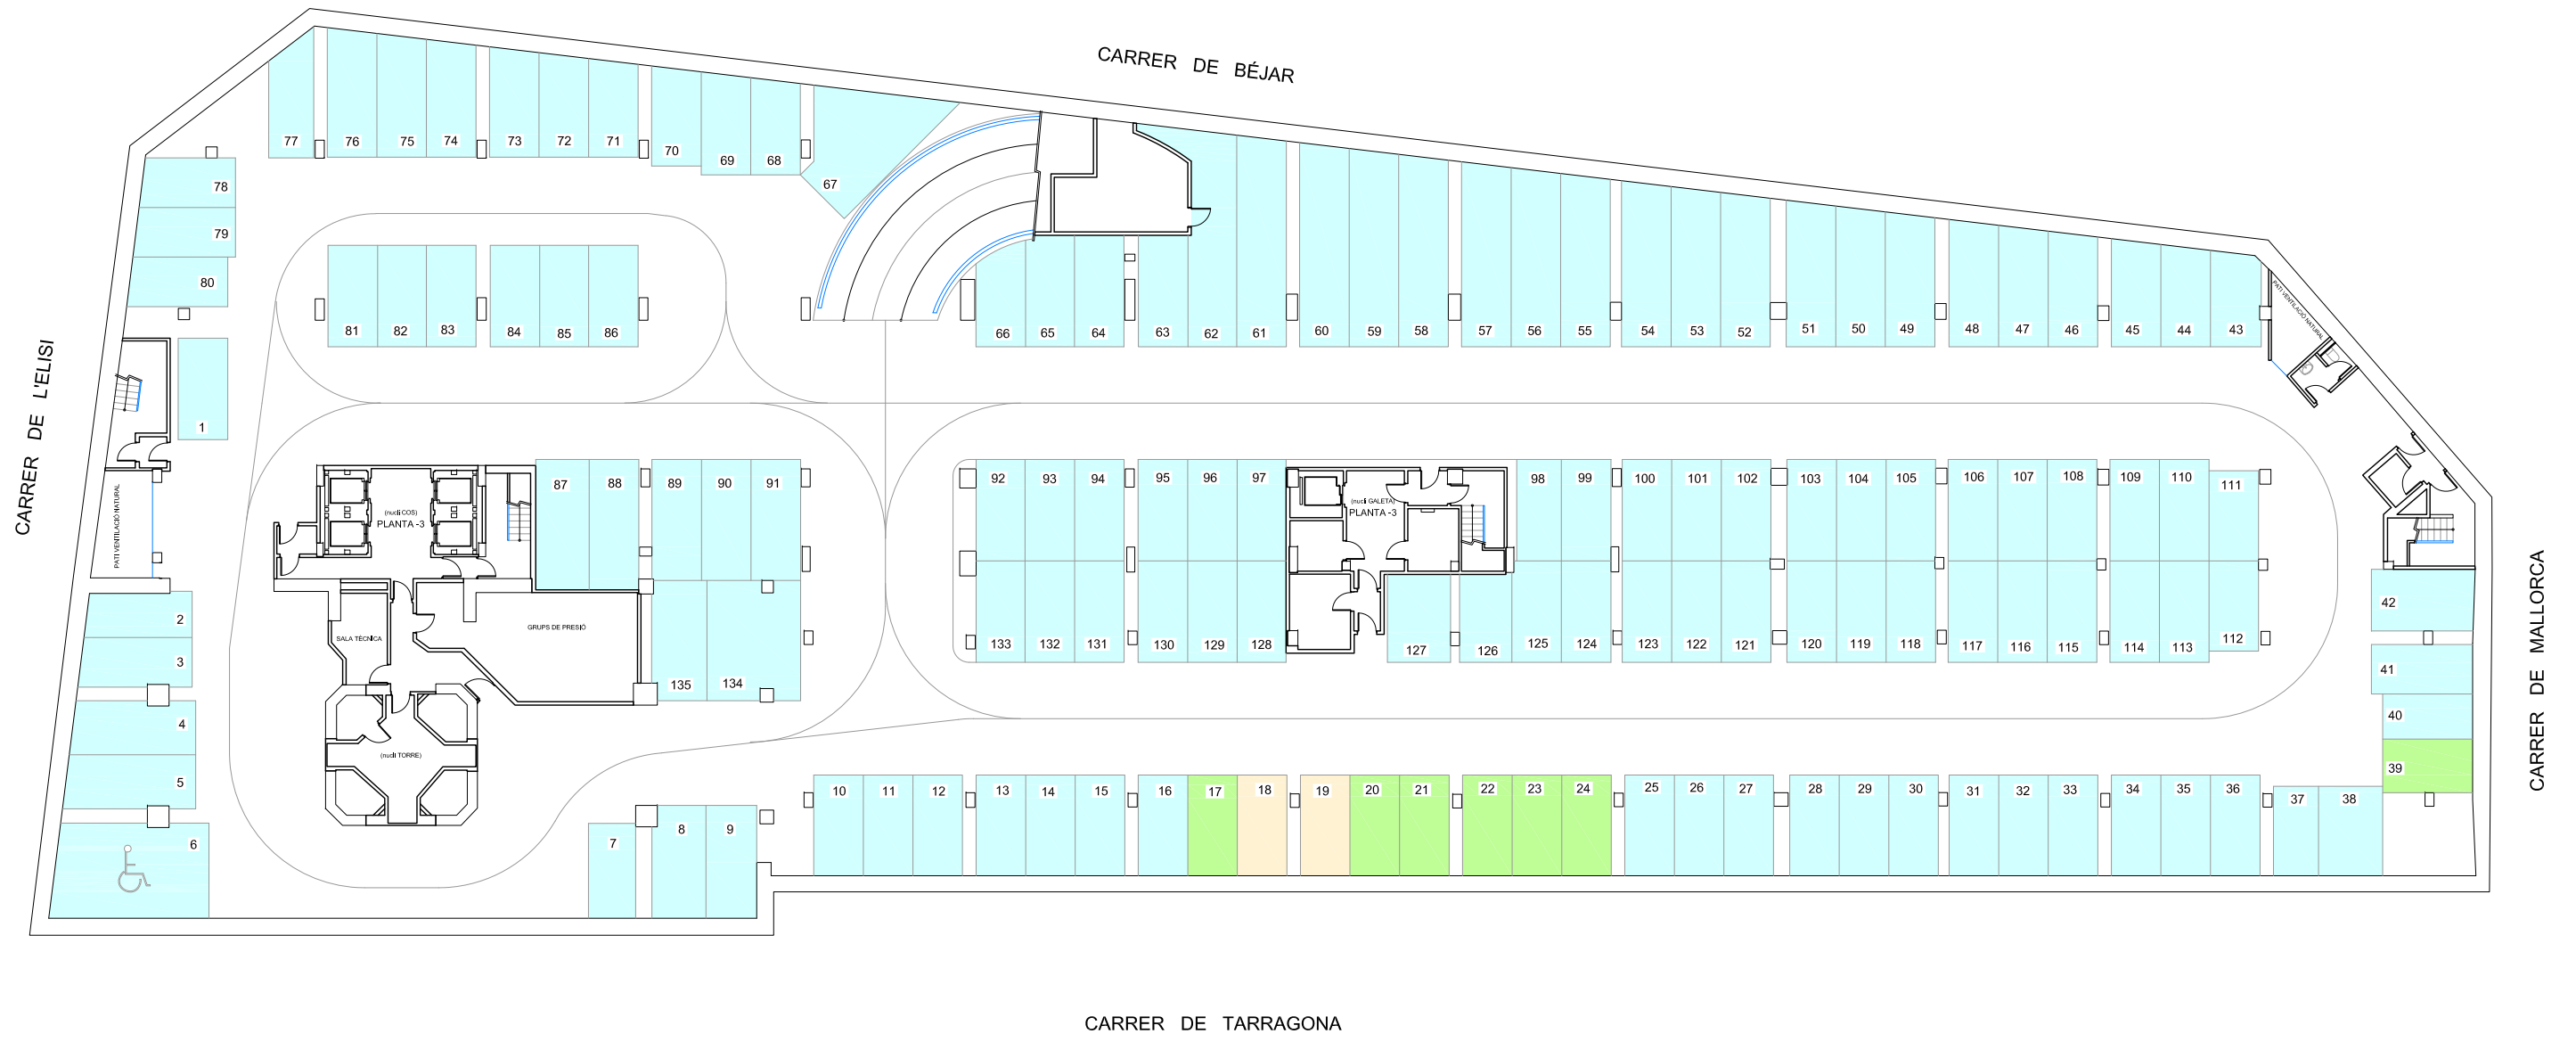 CARRER DE BÉJAR
77 76 75 74 73 72 71 70 69 68
67
78
79
80
81 82 83 84 85 86
66 65 64 63 62 61 60 59 58 57 56 55 54 53 52 51 50 49 48 47 46 45 44 43
PATI VENTILACIO NATURAL
CARRER DE L'ELISI
1
87 88 89 90 91
92 93 94 95 96 97
98 99 100 101 102 103 104 105 106 107 108 109 110 111
(nucli COS)
PLANTA -3
(nucli GALETA)
PLANTA -3
PATI VENTILACIÓ NATURAL
2
3
4
5
6
SALA TÈCNICA
GRUPS DE PRESIÓ
135 134
(nucli TORRE)
133 132 131 130 129 128 127 126 125 124 123 122 121 120 119 118 117 116 115 114 113 112
42
41
40
39
CARRER DE MALLORCA
7 8 9
10 11 12 13 14 15 16 17 18 19 20 21 22 23 24 25 26 27 28 29 30 31 32 33 34 35 36 37 38
CARRER DE TARRAGONA